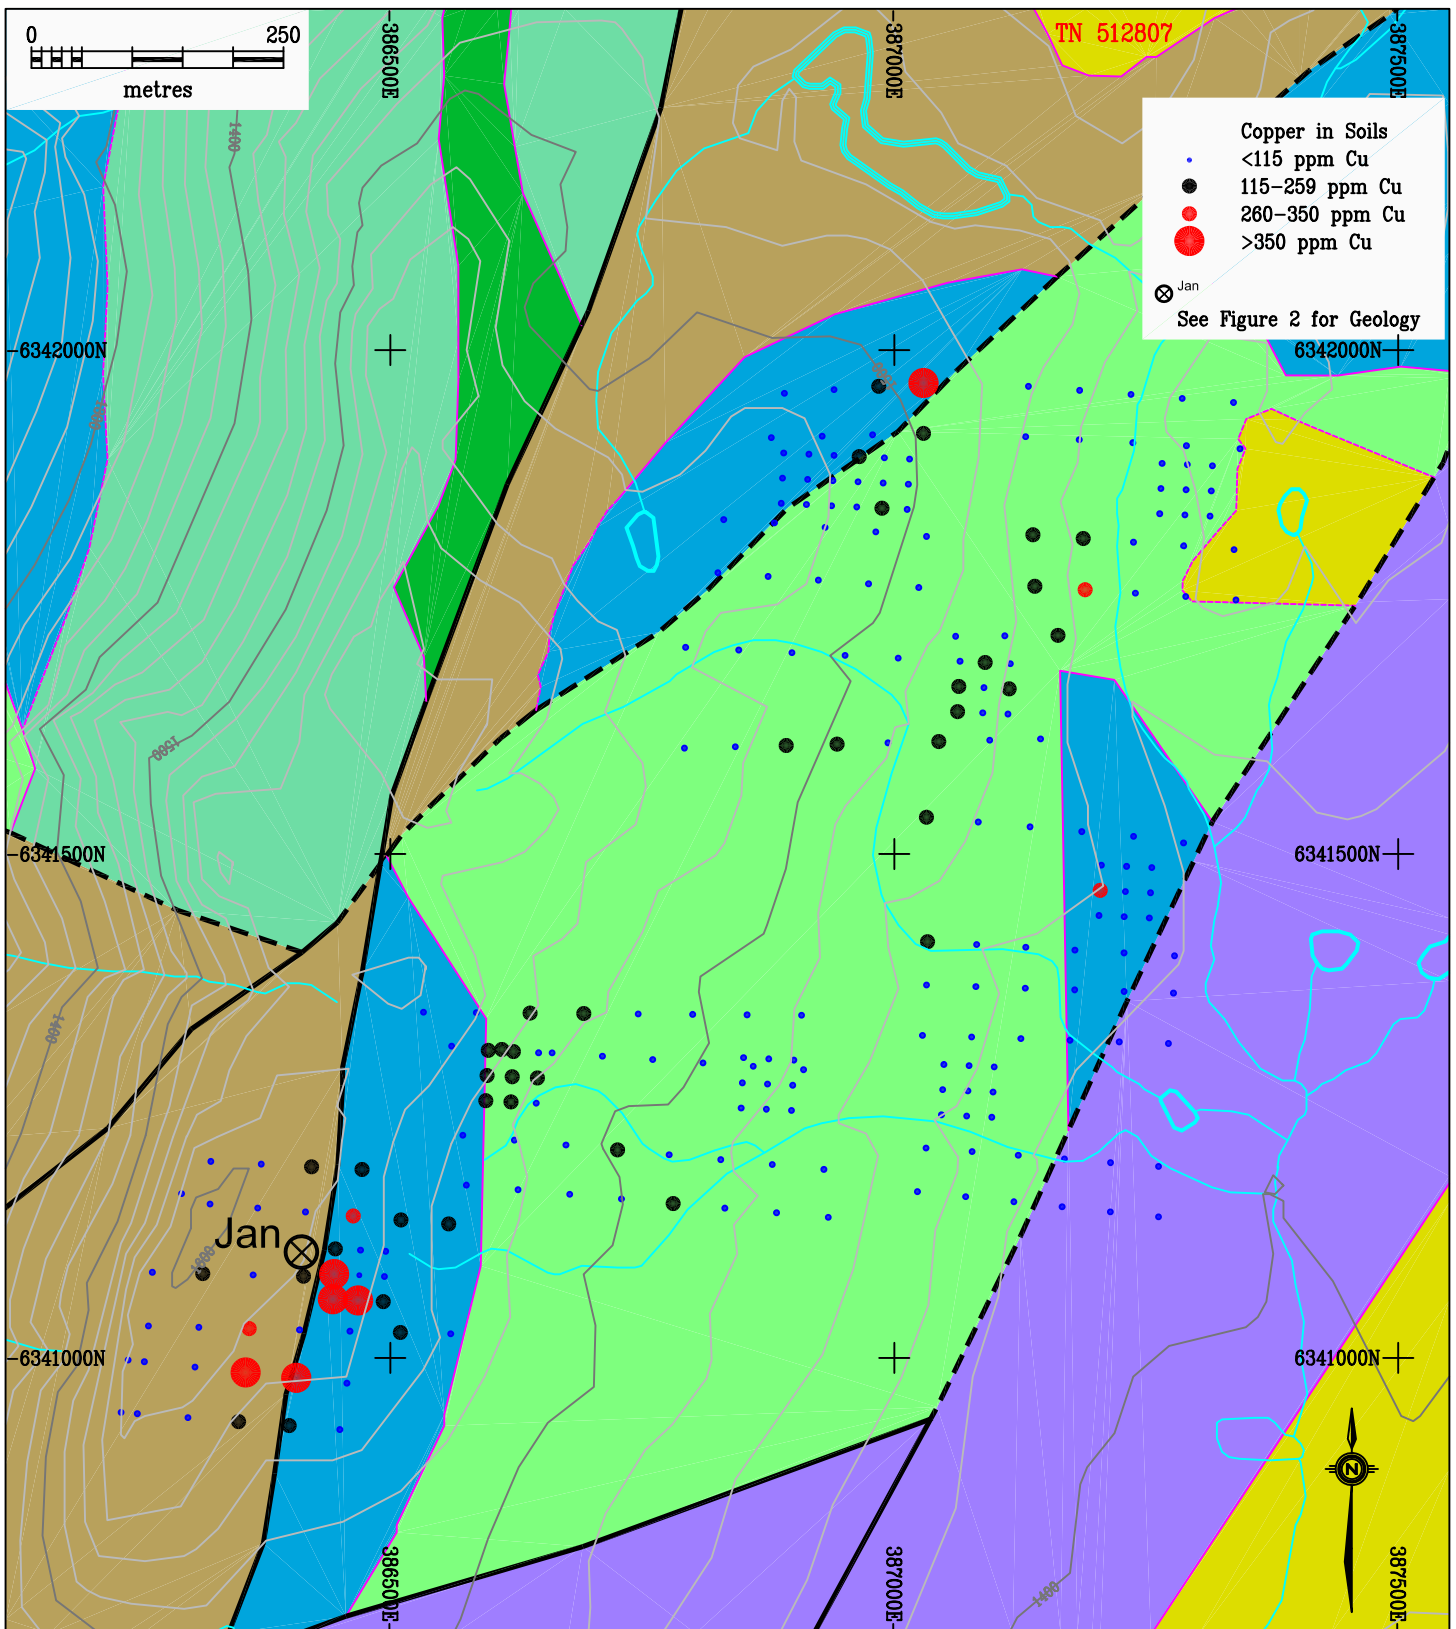 0 250
metres
386500E
387000E
387500E
TN 512807
Copper in Soils
<115 ppm Cu
115-259 ppm Cu
260-350 ppm Cu
>350 ppm Cu
Jan
See Figure 2 for Geology
1400
6342000N
6342000N
1500
6341500N
6341500N
1400
Jan
6341000N
6341000N
N
386500E
387000E
387500E
1400